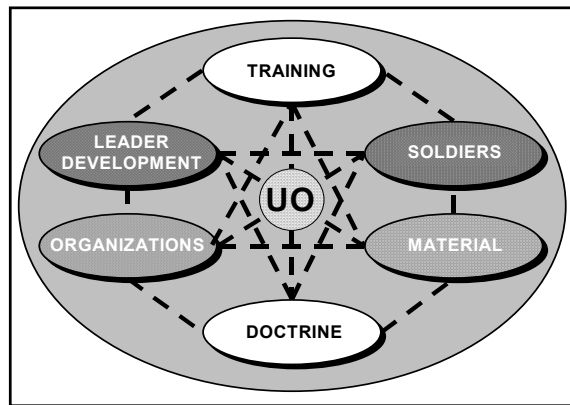 TRAINING
LEADER
DEVELOPMENT
SOLDIERS
UO
ORGANIZATIONS
MATERIAL
DOCTRINE